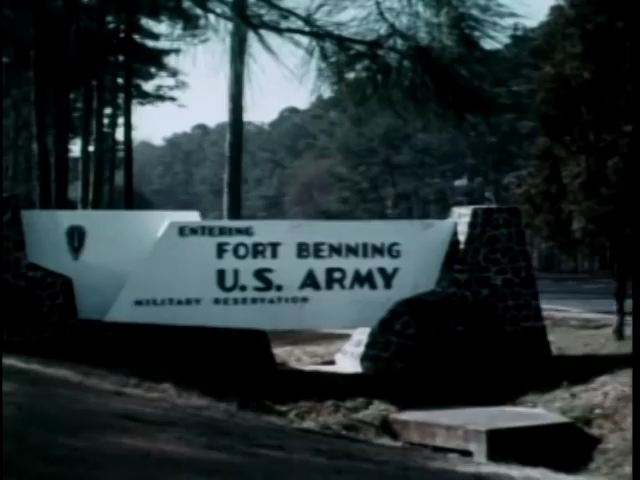 ENTERING
FORT BENNING
U.S. ARMY
MILITARY RESERVATION